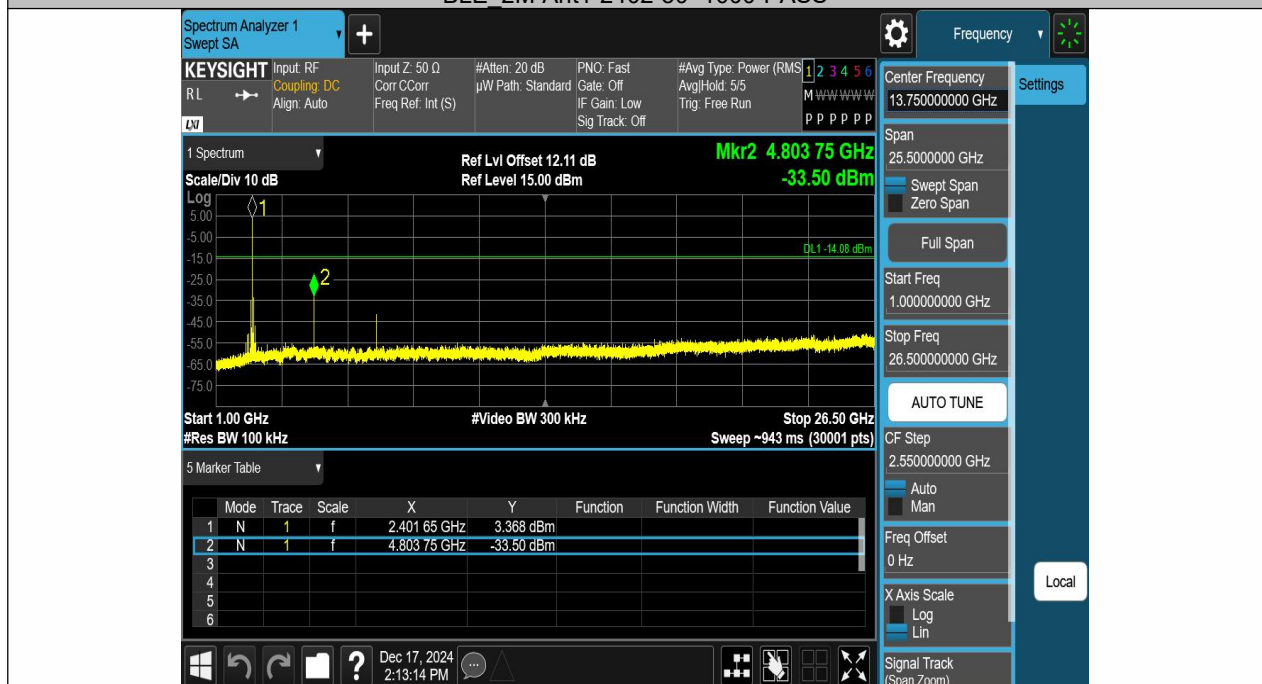 Spectrum Analyzer 1
Swept SA
Frequency
KEYSIGHT
RL
LXI
Input: RF
Coupling: DC
Align: Auto
Input Z: 50 Ω
Corr CCorr
Freq Ref: Int (S)
#Atten: 20 dB
µW Path: Standard
PNO: Fast
Gate: Off
IF Gain: Low
Sig Track: Off
#Avg Type: Power (RMS
Avg|Hold: 5/5
Trig: Free Run
1 2 3 4 5 6
M W W W W W
P P P P P P
1 Spectrum
Scale/Div 10 dB
Ref Lvl Offset 12.11 dB
Ref Level 15.00 dBm
Mkr2 4.803 75 GHz
-33.50 dBm
Log
1
5.00
-5.00
DL1 -14.08 dBm
-15.0
2
-25.0
-35.0
-45.0
-55.0
-65.0
-75.0
Start 1.00 GHz
#Video BW 300 kHz
Stop 26.50 GHz
#Res BW 100 kHz
Sweep ~943 ms (30001 pts)
5 Marker Table
Mode Trace Scale X Y Function Function Width Function Value
1 N 1 f 2.401 65 GHz 3.368 dBm
2 N 1 f 4.803 75 GHz -33.50 dBm
3
4
5
6
?
Dec 17, 2024
2:13:14 PM
Center Frequency
13.750000000 GHz
Settings
Span
25.5000000 GHz
Swept Span
Zero Span
Full Span
Start Freq
1.000000000 GHz
Stop Freq
26.500000000 GHz
AUTO TUNE
CF Step
2.550000000 GHz
Auto
Man
Freq Offset
0 Hz
Local
X Axis Scale
Log
Lin
Signal Track
(Span Zoom)